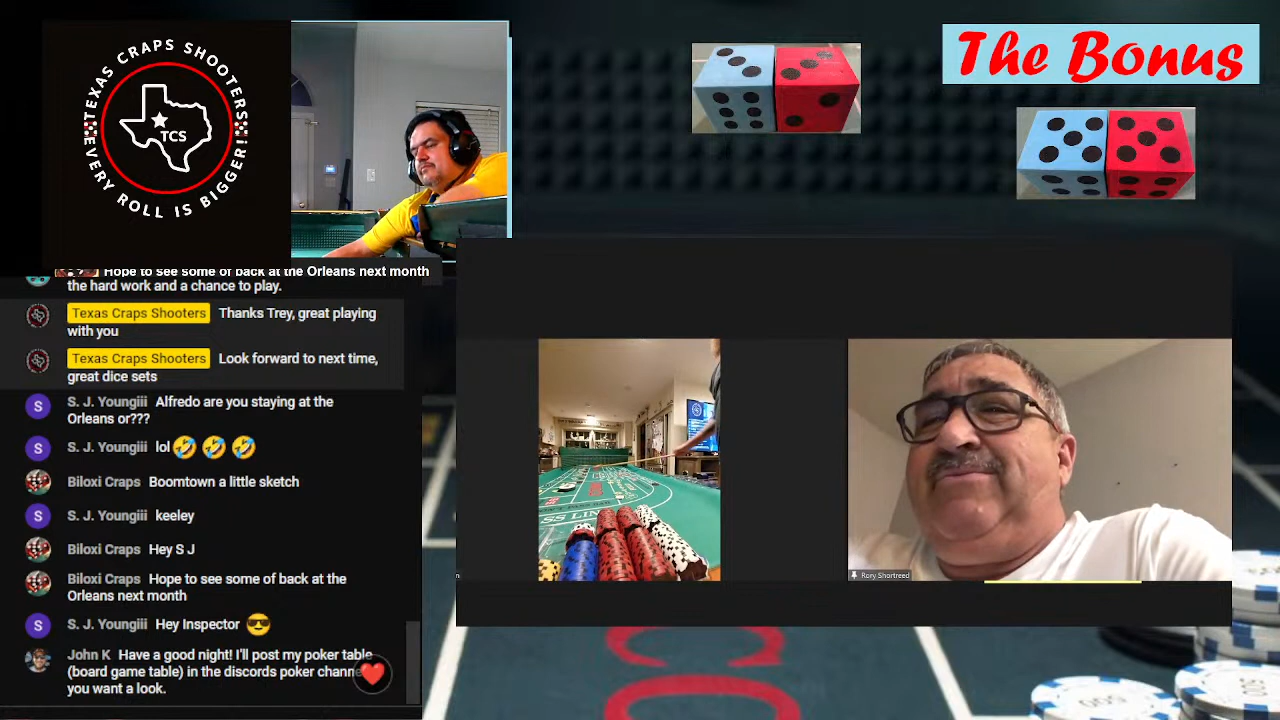 TEXAS CRAPS SHOOTERS
TCS
EVERY ROLL IS BIGGER!
The Bonus
Hope to see some of back at the Orleans next month
the hard work and a chance to play.
Texas Craps Shooters Thanks Trey, great playing
with you
Texas Craps Shooters Look forward to next time,
great dice sets
S
S. J. Youngiii Alfredo are you staying at the
Orleans or???
S
S. J. Youngiii lol🤣🤣🤣
Biloxi Craps Boomtown a little sketch
S
S. J. Youngiii keeley
Biloxi Craps Hey S J
Biloxi Craps Hope to see some of back at the
Orleans next month
S
S. J. Youngiii Hey Inspector 😎
John K Have a good night! I'll post my poker table
(board game table) in the discords poker channe
you want a look.
SS LIN
Rory Shortreed